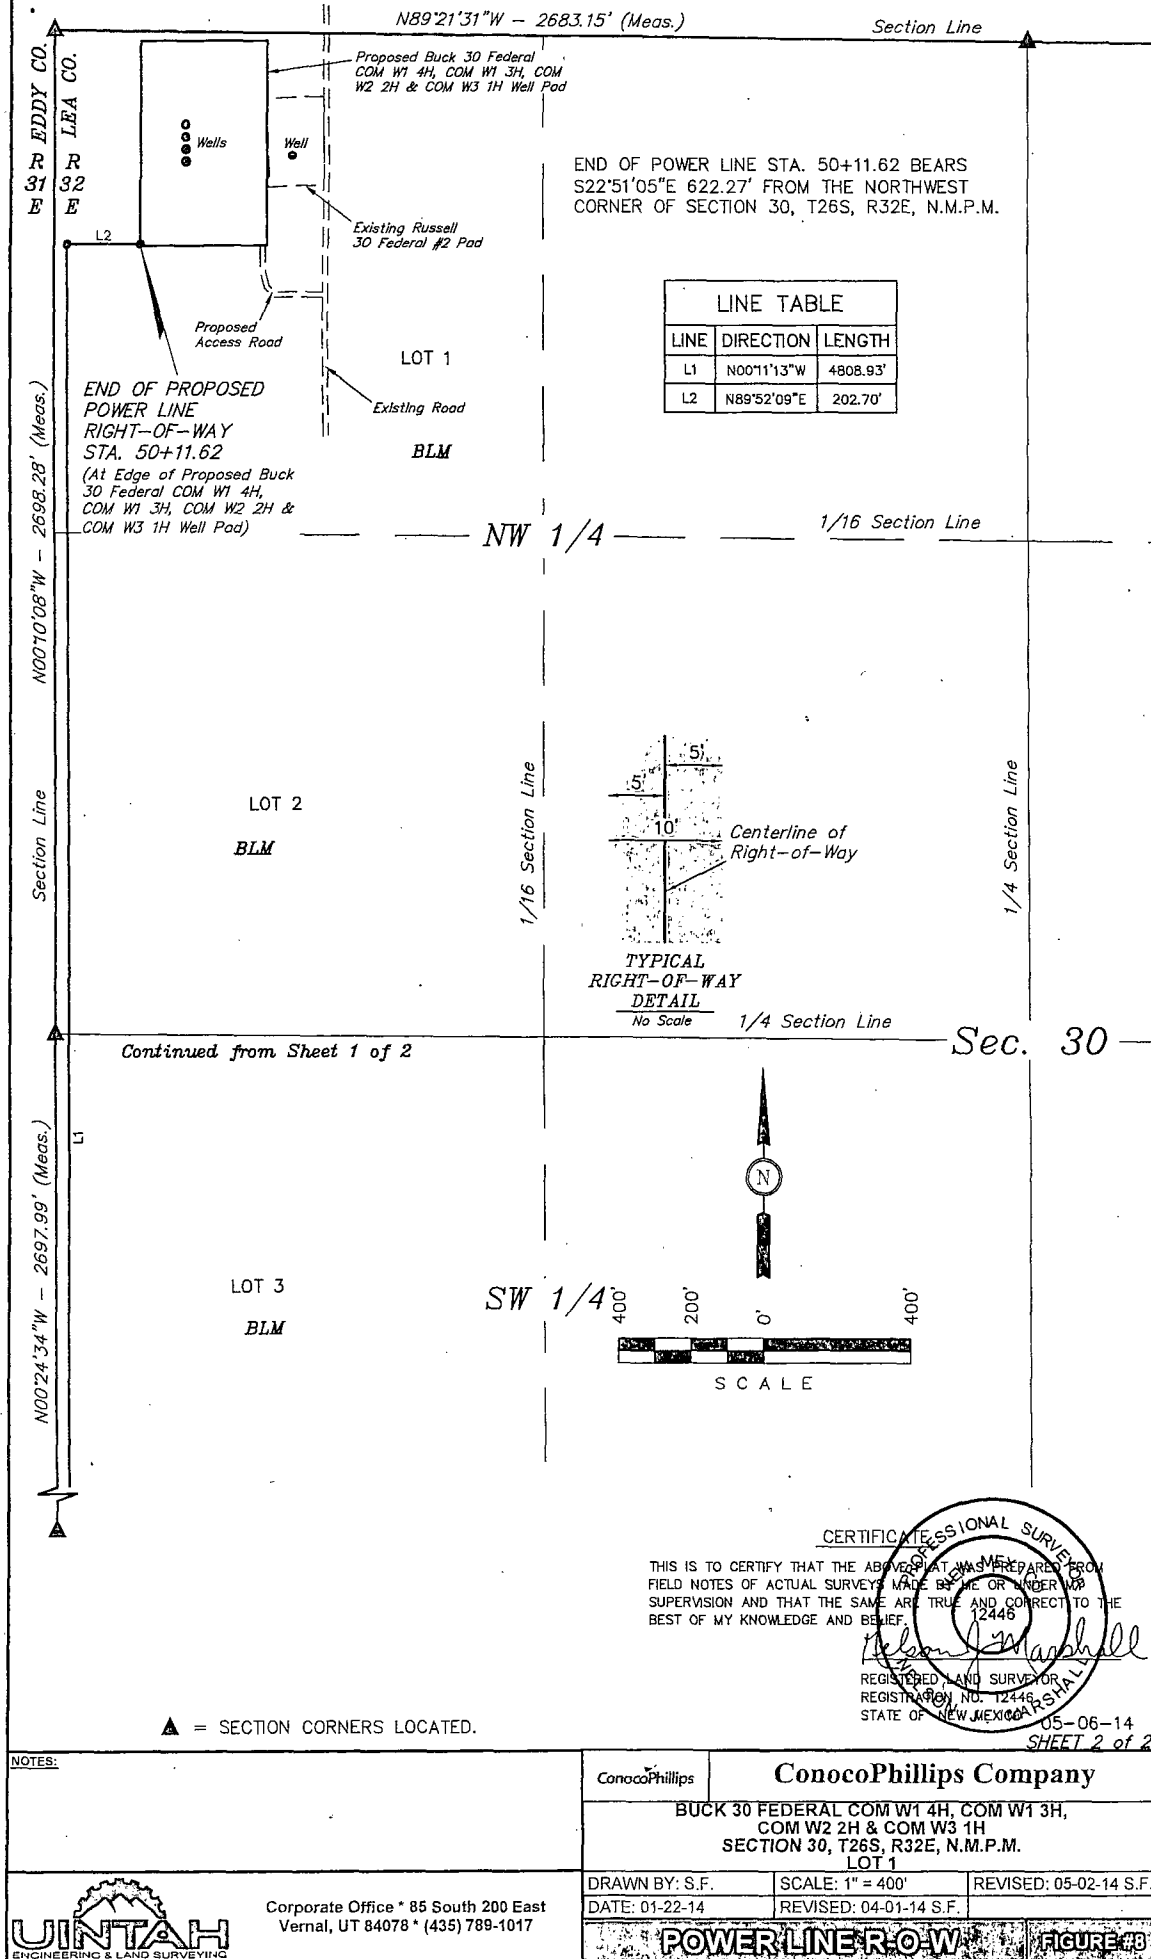 N89°21'31"W - 2683.15' (Meas.)
Section Line
EDDY CO.
LEA CO.
R
31
E
R
32
E
Proposed Buck 30 Federal
COM W1 4H, COM W1 3H, COM
W2 2H & COM W3 1H Well Pad
Wells
Well
END OF POWER LINE STA. 50+11.62 BEARS
S22°51'05"E 622.27' FROM THE NORTHWEST
CORNER OF SECTION 30, T26S, R32E, N.M.P.M.
L2
Existing Russell
30 Federal #2 Pad
Proposed
Access Road
LINE TABLE
LINE DIRECTION LENGTH
L1 N00°11'13"W 4808.93'
L2 N89°52'09"E 202.70'
LOT 1
END OF PROPOSED
POWER LINE
RIGHT-OF-WAY
STA. 50+11.62
(At Edge of Proposed Buck
30 Federal COM W1 4H,
COM W1 3H, COM W2 2H &
COM W3 1H Well Pad)
Existing Road
BLM
N00°10'08"W - 2698.28' (Meas.)
NW 1/4
1/16 Section Line
Section Line
LOT 2
BLM
1/16 Section Line
5'
5'
10'
Centerline of
Right-of-Way
TYPICAL
RIGHT-OF-WAY
DETAIL
No Scale
1/4 Section Line
1/4 Section Line
Sec. 30
Continued from Sheet 1 of 2
L1
N00°24'34"W - 2697.99' (Meas.)
N
LOT 3
BLM
SW 1/4
400'
200'
0'
400'
SCALE
CERTIFICATE
THIS IS TO CERTIFY THAT THE ABOVE PLAT WAS PREPARED FROM
FIELD NOTES OF ACTUAL SURVEYS MADE BY ME OR UNDER MY
SUPERVISION AND THAT THE SAME ARE TRUE AND CORRECT TO THE
BEST OF MY KNOWLEDGE AND BELIEF.
PROFESSIONAL SURVEYOR
NEW MEXICO
12446
NELSON J. MARSHALL
Nelson J Marshall
REGISTERED LAND SURVEYOR
REGISTRATION NO. 12446
STATE OF NEW MEXICO
05-06-14
SHEET 2 of 2
▲ = SECTION CORNERS LOCATED.
NOTES:
ConocoPhillips
ConocoPhillips Company
BUCK 30 FEDERAL COM W1 4H, COM W1 3H,
COM W2 2H & COM W3 1H
SECTION 30, T26S, R32E, N.M.P.M.
LOT 1
DRAWN BY: S.F. SCALE: 1" = 400' REVISED: 05-02-14 S.F.
DATE: 01-22-14 REVISED: 04-01-14 S.F.
POWER LINE R-O-W FIGURE #8
UINTAH
ENGINEERING & LAND SURVEYING
Corporate Office * 85 South 200 East
Vernal, UT 84078 * (435) 789-1017